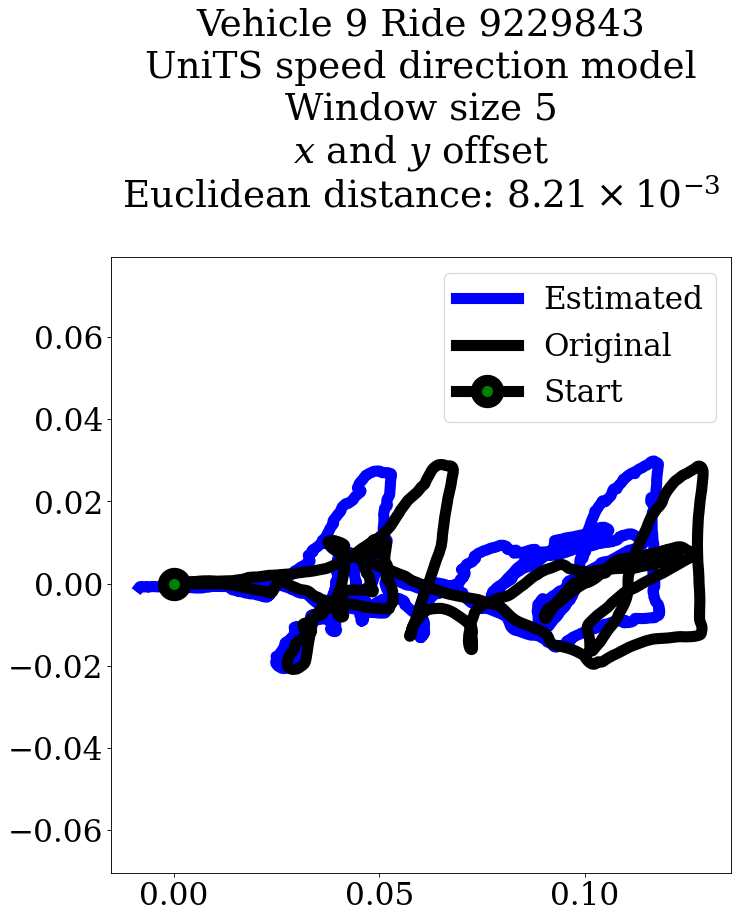 Vehicle 9 Ride 9229843
UniTS speed direction model
Window size 5
x and y offset
Euclidean distance: 8.21 × 10⁻³
Estimated
Original
Start
0.06
0.04
0.02
0.00
−0.02
−0.04
−0.06
0.00 0.05 0.10